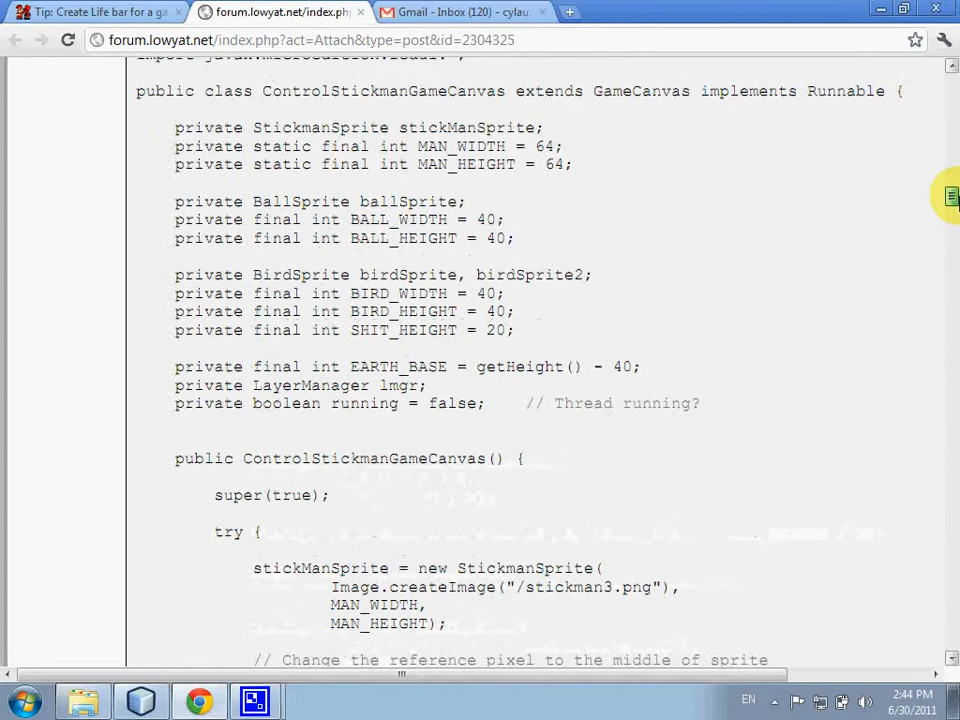 Tip: Create Life bar for a ga
forum.lowyat.net/index.ph
Gmail - Inbox (120) - cylau
forum.lowyat.net/index.php?act=Attach&type=post&id=2304325
public class ControlStickmanGameCanvas extends GameCanvas implements Runnable {
private StickmanSprite stickManSprite;
private static final int MAN_WIDTH = 64;
private static final int MAN_HEIGHT = 64;
private BallSprite ballSprite;
private final int BALL_WIDTH = 40;
private final int BALL_HEIGHT = 40;
private BirdSprite birdSprite, birdSprite2;
private final int BIRD_WIDTH = 40;
private final int BIRD_HEIGHT = 40;
private final int SHIT_HEIGHT = 20;
private final int EARTH_BASE = getHeight() - 40;
private LayerManager lmgr;
private boolean running = false;    // Thread running?
public ControlStickmanGameCanvas() {
super(true);
try {
stickManSprite = new StickmanSprite(
Image.createImage("/stickman3.png"),
MAN_WIDTH,
MAN_HEIGHT);
// Change the reference pixel to the middle of sprite
EN
2:44 PM
6/30/2011